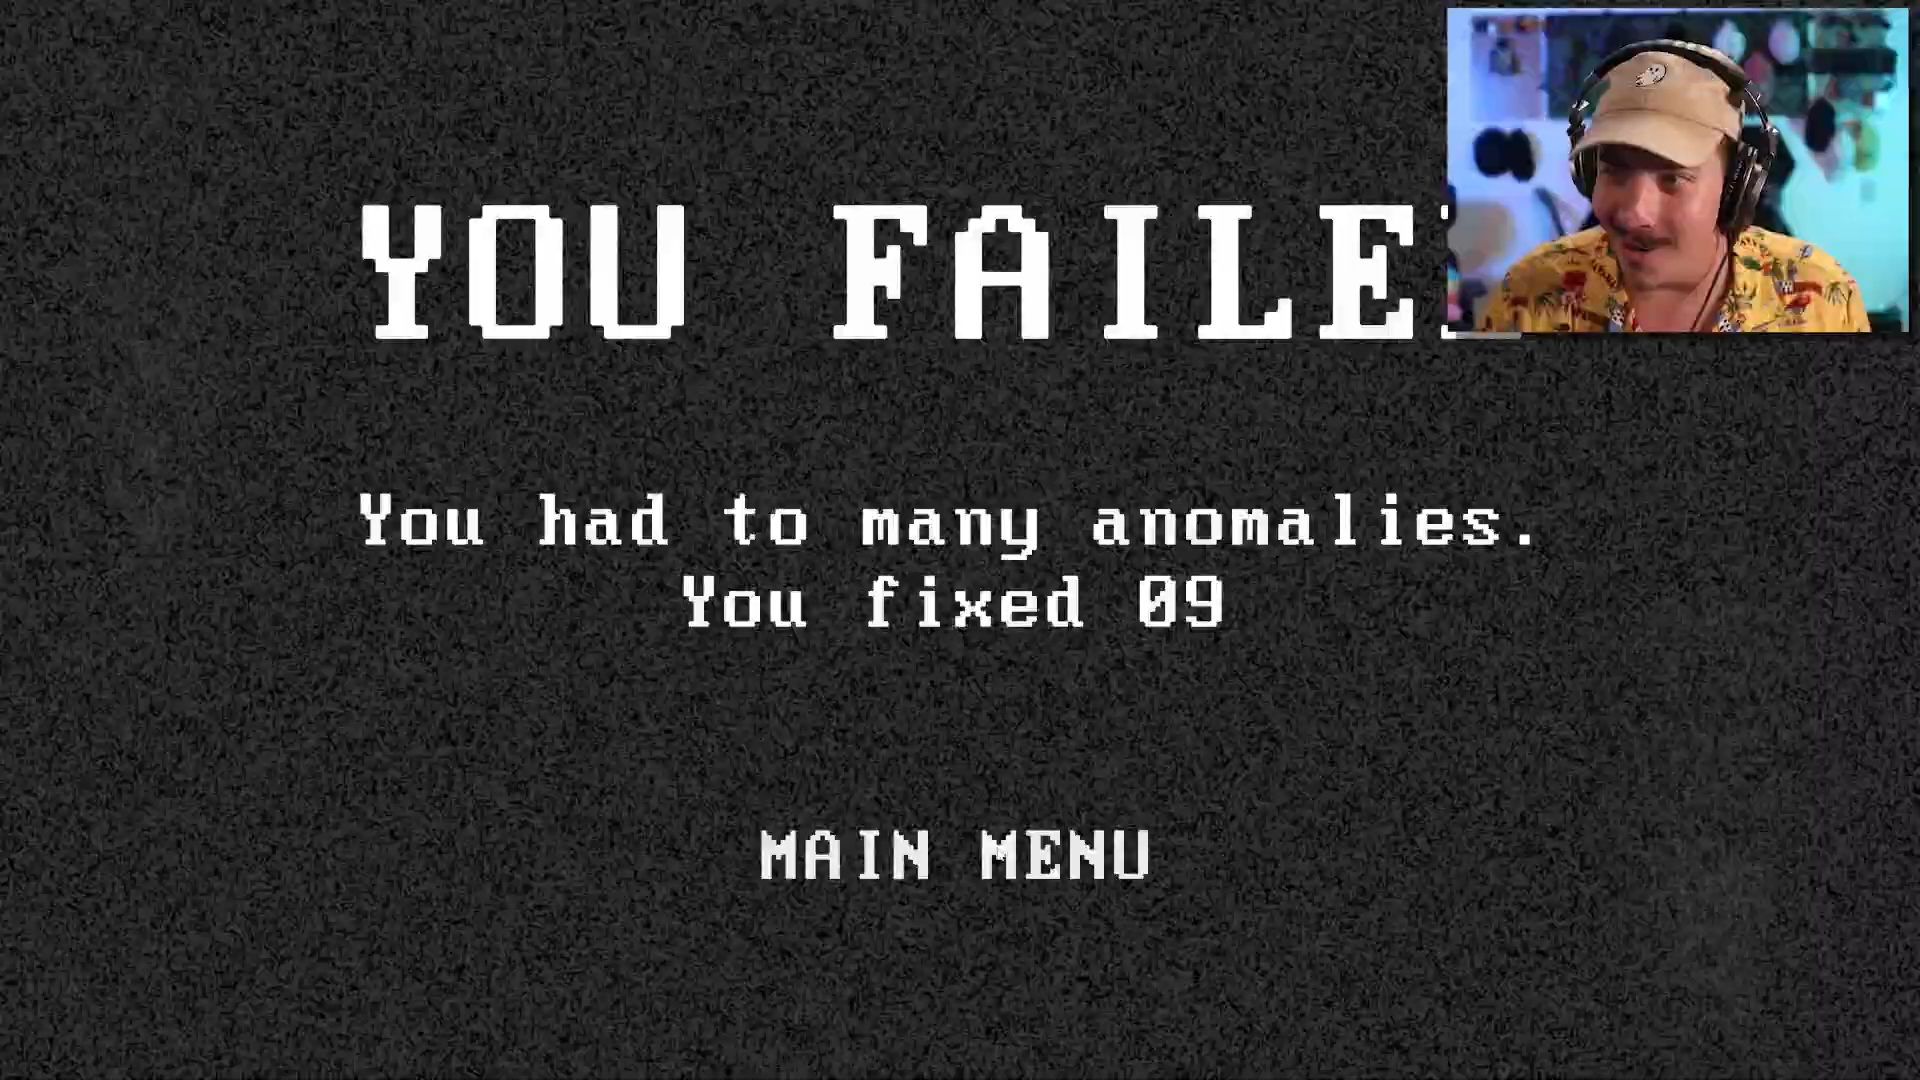 YOU FAILE
You had to many anomalies.
You fixed 09
MAIN MENU